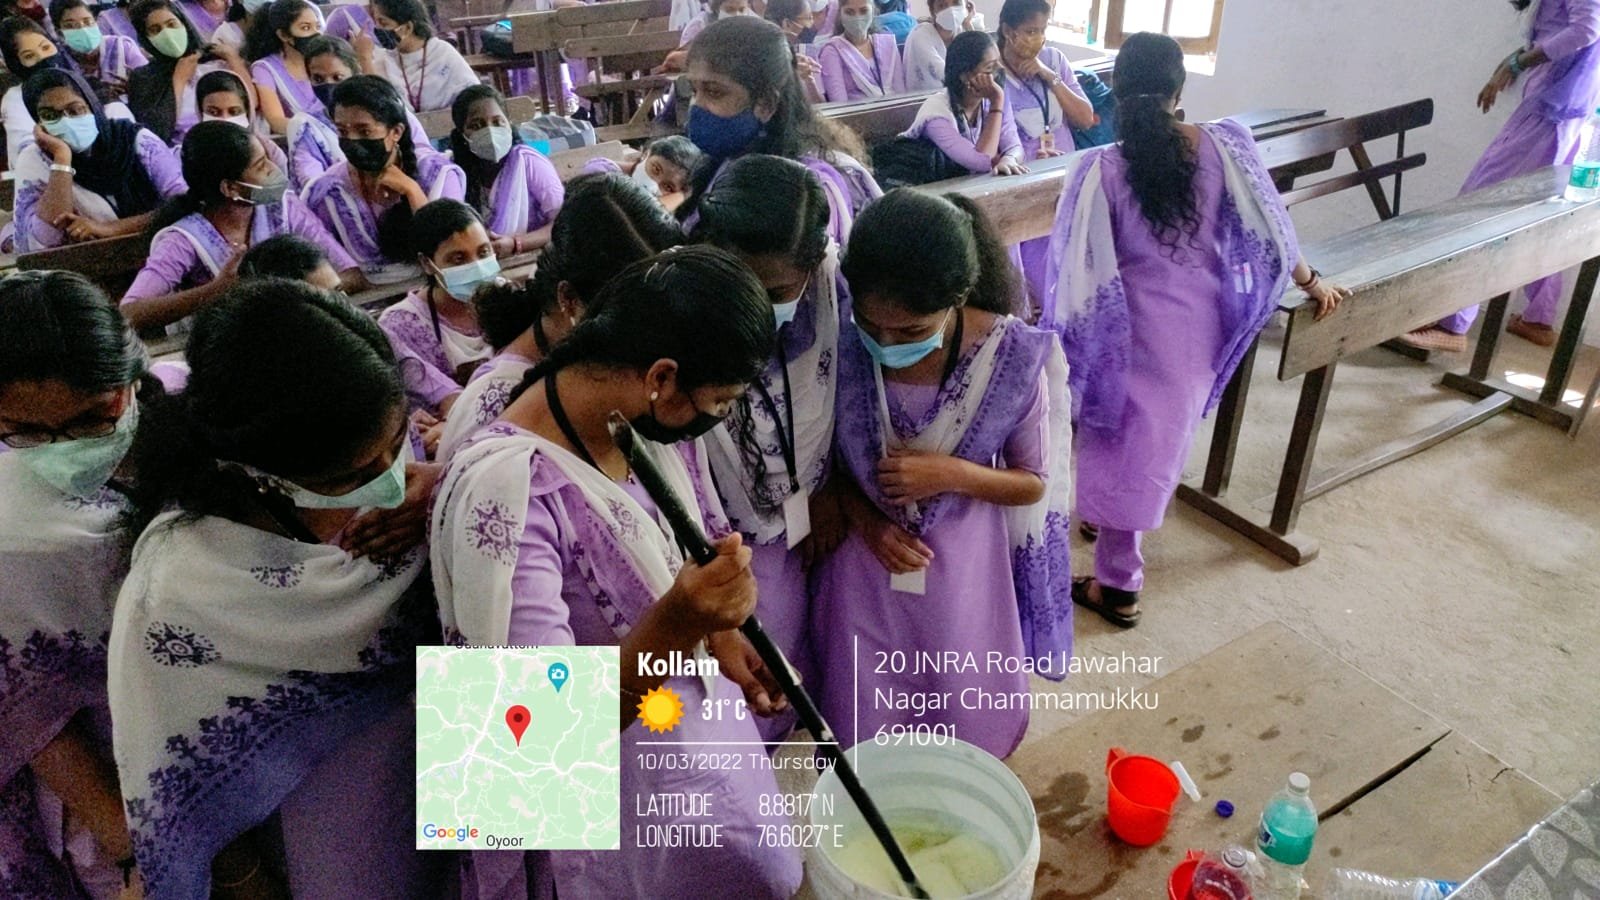 Kollam
31°C
10/03/2022 Thursday
LATITUDE 8.8817° N
LONGITUDE 76.6027° E
20 JNRA Road Jawahar
Nagar Chammamukku
691001
Google
Oyoor